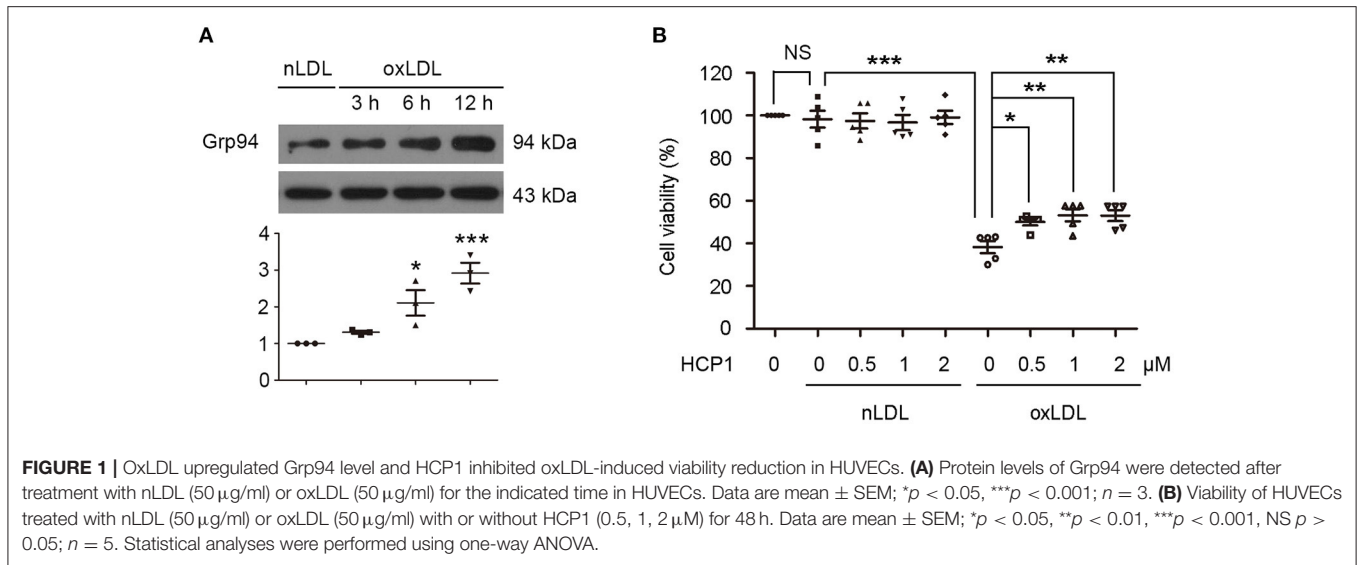 A
nLDL oxLDL
3 h 6 h 12 h
Grp94 94 kDa
43 kDa
4
3
2
1
0
*
***
B
NS *** ** ** *
Cell viability (%)
120
100
80
60
40
20
0
HCP1 0 0 0.5 1 2 0 0.5 1 2 μM
nLDL oxLDL
FIGURE 1 | OxLDL upregulated Grp94 level and HCP1 inhibited oxLDL-induced viability reduction in HUVECs. (A) Protein levels of Grp94 were detected after
treatment with nLDL (50 μg/ml) or oxLDL (50 μg/ml) for the indicated time in HUVECs. Data are mean ± SEM; *p < 0.05, ***p < 0.001; n = 3. (B) Viability of HUVECs
treated with nLDL (50 μg/ml) or oxLDL (50 μg/ml) with or without HCP1 (0.5, 1, 2 μM) for 48 h. Data are mean ± SEM; *p < 0.05, **p < 0.01, ***p < 0.001, NS p >
0.05; n = 5. Statistical analyses were performed using one-way ANOVA.